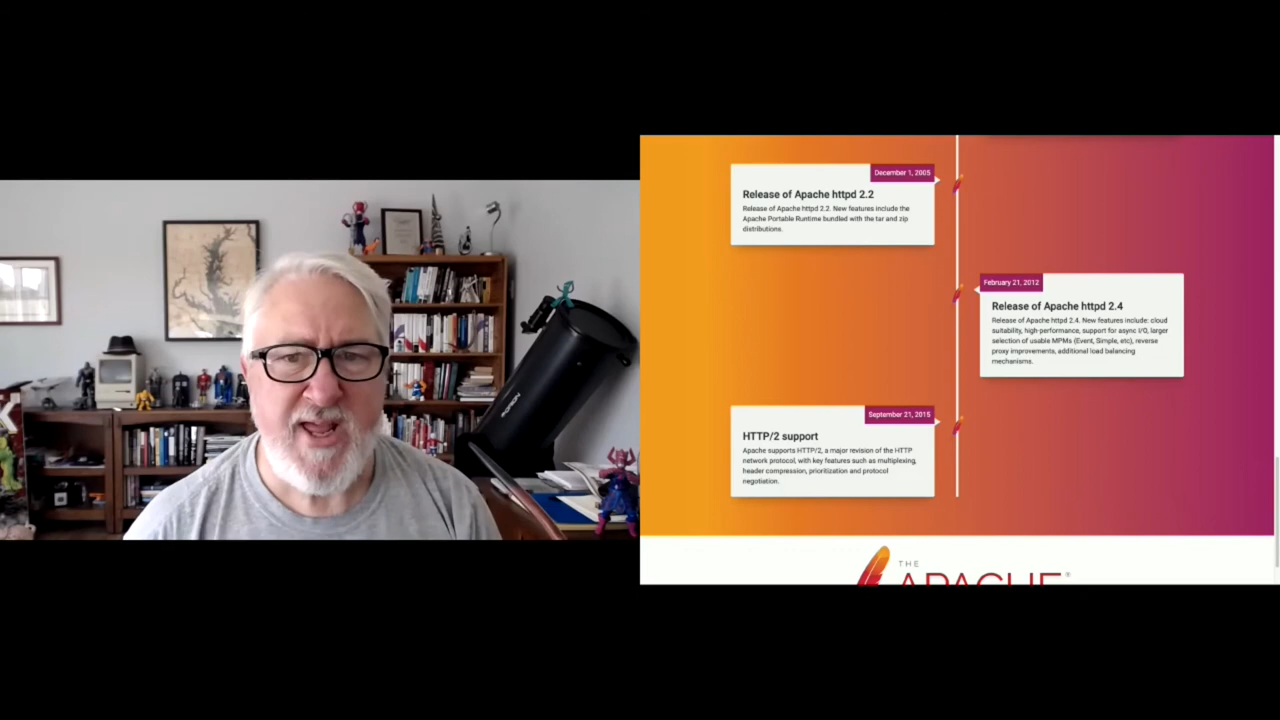 ORION
December 1, 2005
Release of Apache httpd 2.2
Release of Apache httpd 2.2. New features include the
Apache Portable Runtime bundled with the tar and zip
distributions.
February 21, 2012
Release of Apache httpd 2.4
Release of Apache httpd 2.4. New features include: cloud
suitability, high-performance, support for async I/O, larger
selection of usable MPMs (Event, Simple, etc), reverse
proxy improvements, additional load balancing
mechanisms.
September 21, 2015
HTTP/2 support
Apache supports HTTP/2, a major revision of the HTTP
network protocol, with key features such as multiplexing,
header compression, prioritization and protocol
negotiation.
THE
APACHE®